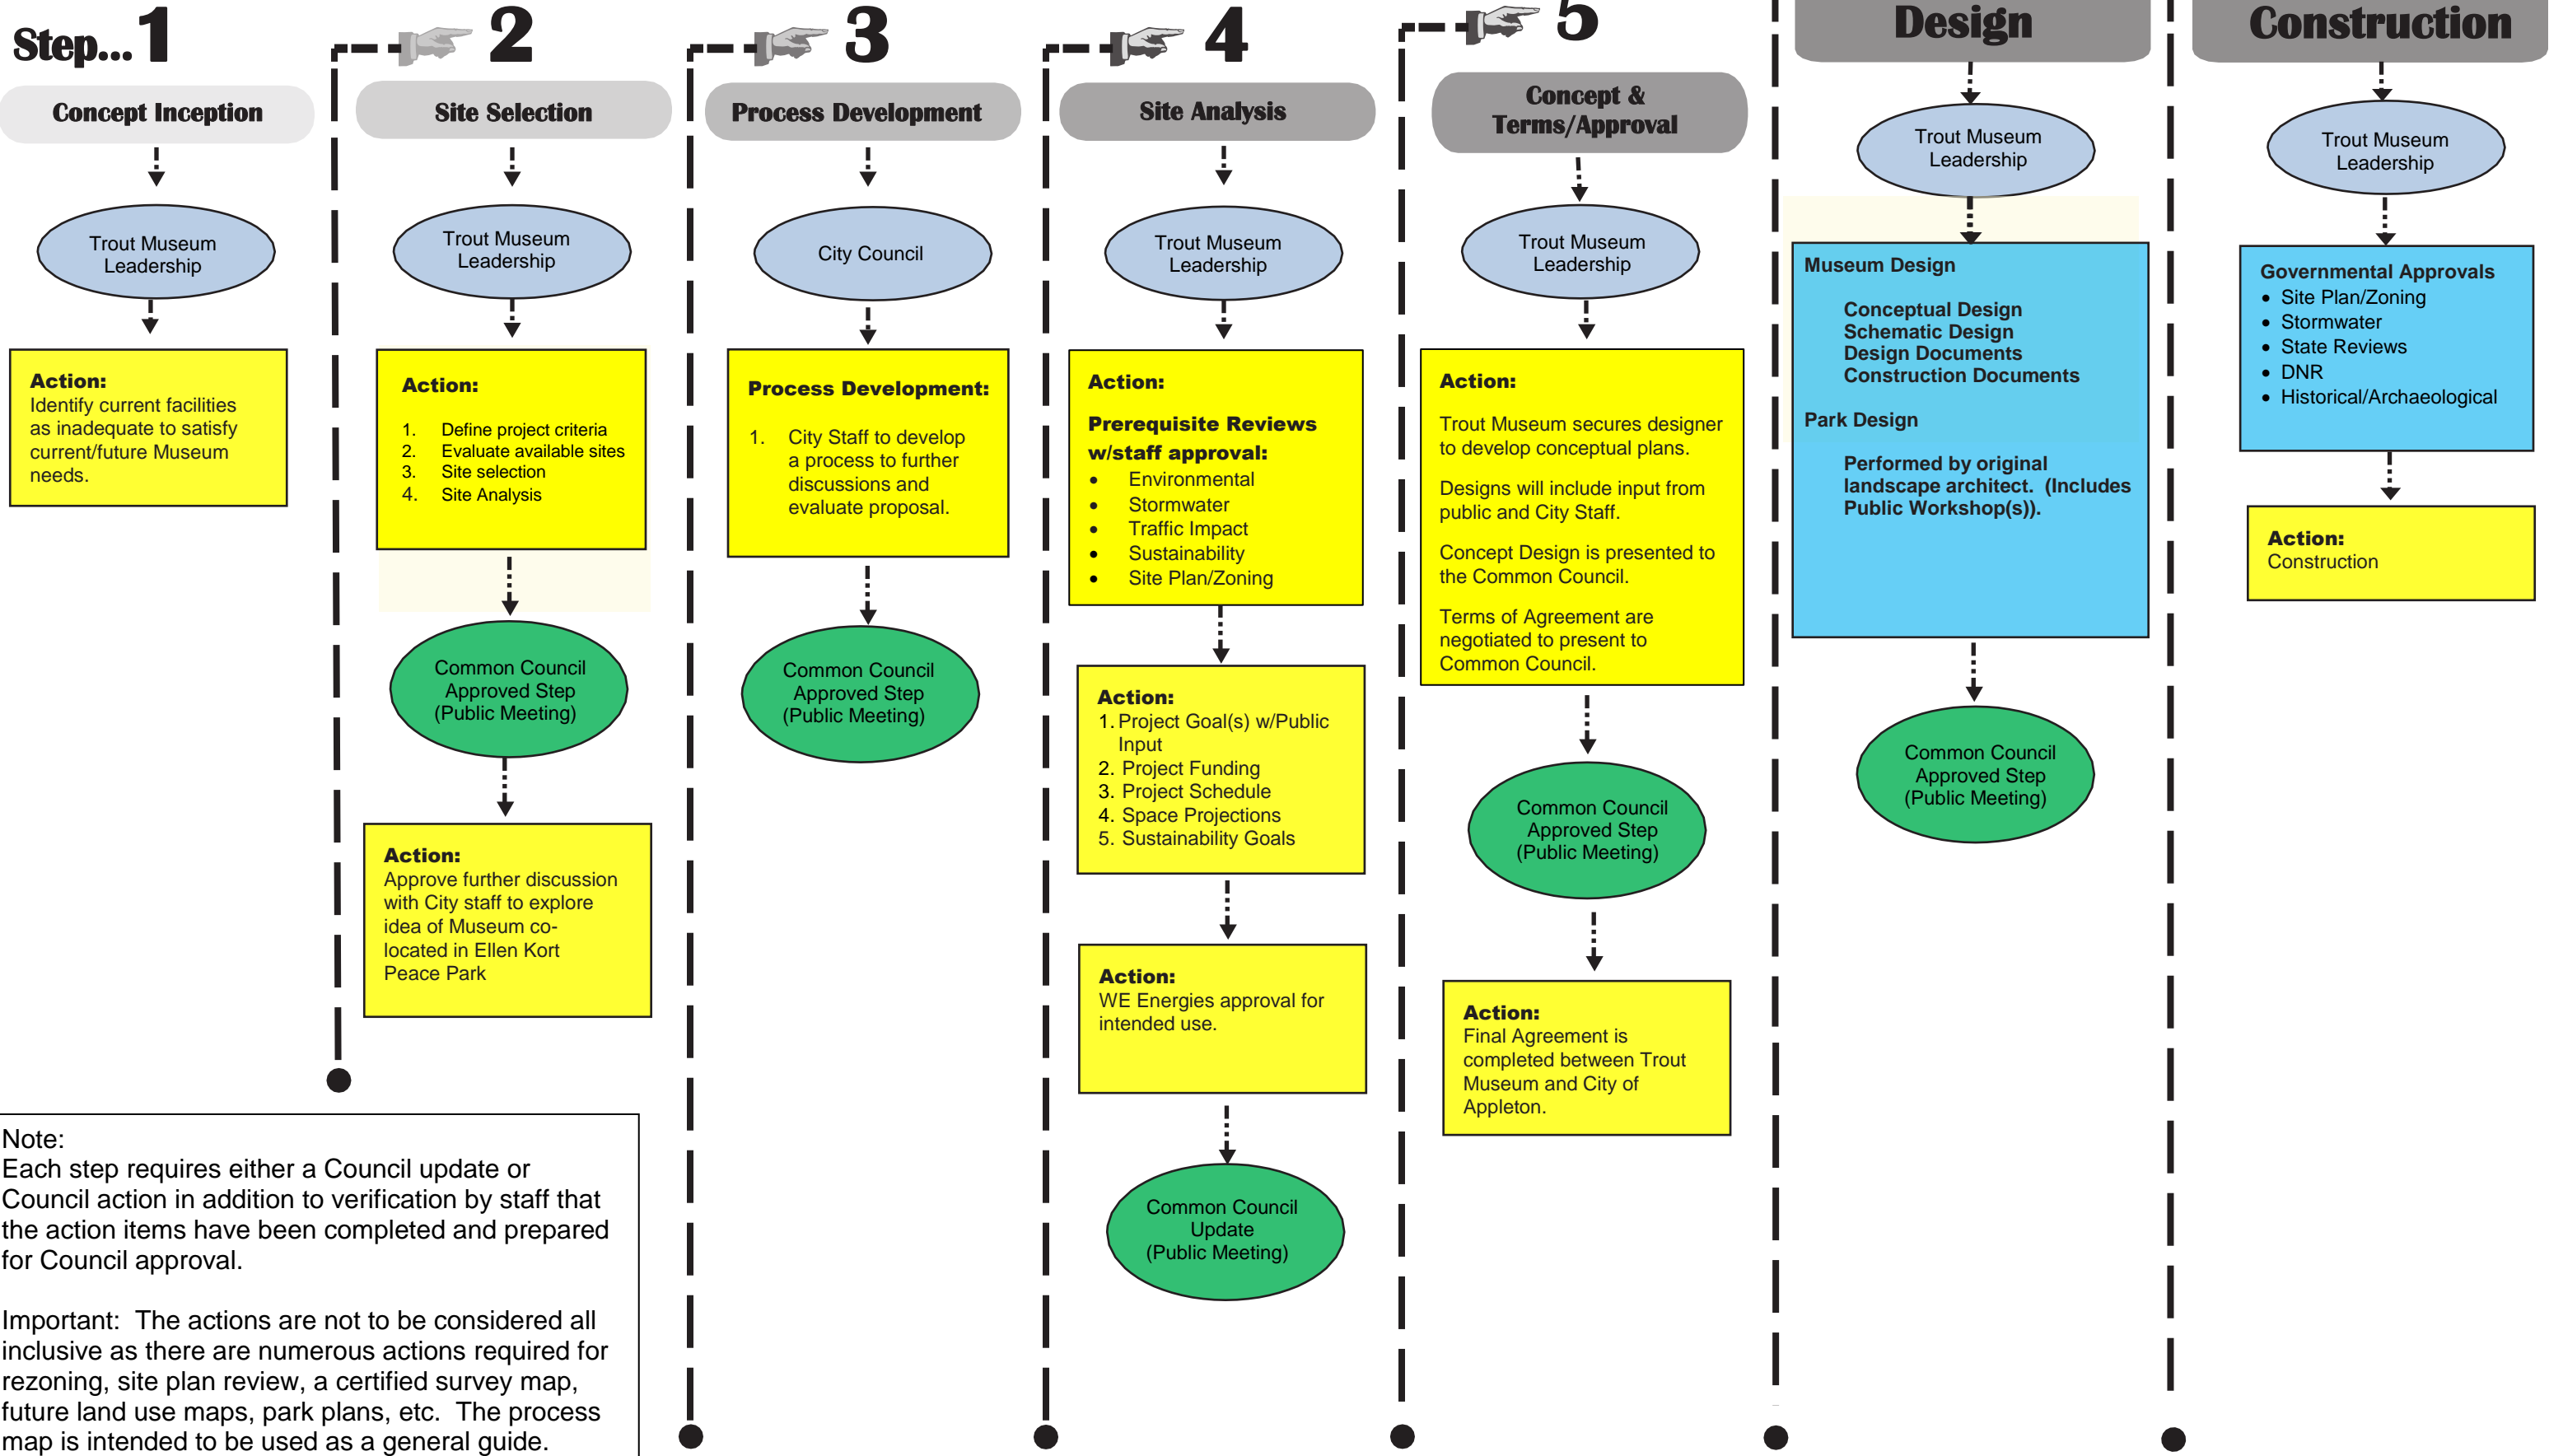 Step... 1
Concept Inception
Trout Museum
Leadership
Action:
Identify current facilities
as inadequate to satisfy
current/future Museum
needs.
2
Site Selection
Trout Museum
Leadership
Action:
1. Define project criteria
2. Evaluate available sites
3. Site selection
4. Site Analysis
Common Council
Approved Step
(Public Meeting)
Action:
Approve further discussion
with City staff to explore
idea of Museum co-
located in Ellen Kort
Peace Park
3
Process Development
City Council
Process Development:
1. City Staff to develop
a process to further
discussions and
evaluate proposal.
Common Council
Approved Step
(Public Meeting)
4
Site Analysis
Trout Museum
Leadership
Action:
Prerequisite Reviews
w/staff approval:
• Environmental
• Stormwater
• Traffic Impact
• Sustainability
• Site Plan/Zoning
Action:
1. Project Goal(s) w/Public
Input
2. Project Funding
3. Project Schedule
4. Space Projections
5. Sustainability Goals
Action:
WE Energies approval for
intended use.
Common Council
Update
(Public Meeting)
5
Concept &
Terms/Approval
Trout Museum
Leadership
Action:
Trout Museum secures designer
to develop conceptual plans.
Designs will include input from
public and City Staff.
Concept Design is presented to
the Common Council.
Terms of Agreement are
negotiated to present to
Common Council.
Common Council
Approved Step
(Public Meeting)
Action:
Final Agreement is
completed between Trout
Museum and City of
Appleton.
Design
Trout Museum
Leadership
Museum Design
Conceptual Design
Schematic Design
Design Documents
Construction Documents
Park Design
Performed by original
landscape architect. (Includes
Public Workshop(s)).
Common Council
Approved Step
(Public Meeting)
Construction
Trout Museum
Leadership
Governmental Approvals
• Site Plan/Zoning
• Stormwater
• State Reviews
• DNR
• Historical/Archaeological
Action:
Construction
Note:
Each step requires either a Council update or
Council action in addition to verification by staff that
the action items have been completed and prepared
for Council approval.
Important: The actions are not to be considered all
inclusive as there are numerous actions required for
rezoning, site plan review, a certified survey map,
future land use maps, park plans, etc. The process
map is intended to be used as a general guide.